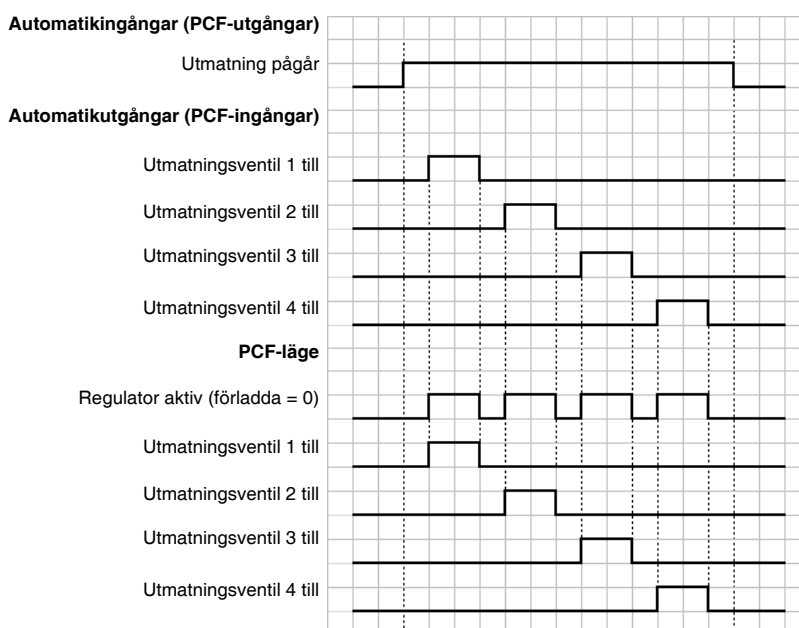 Automatikingångar (PCF-utgångar)
Utmatning pågår
Automatikutgångar (PCF-ingångar)
Utmatningsventil 1 till
Utmatningsventil 2 till
Utmatningsventil 3 till
Utmatningsventil 4 till
PCF-läge
Regulator aktiv (förladda = 0)
Utmatningsventil 1 till
Utmatningsventil 2 till
Utmatningsventil 3 till
Utmatningsventil 4 till